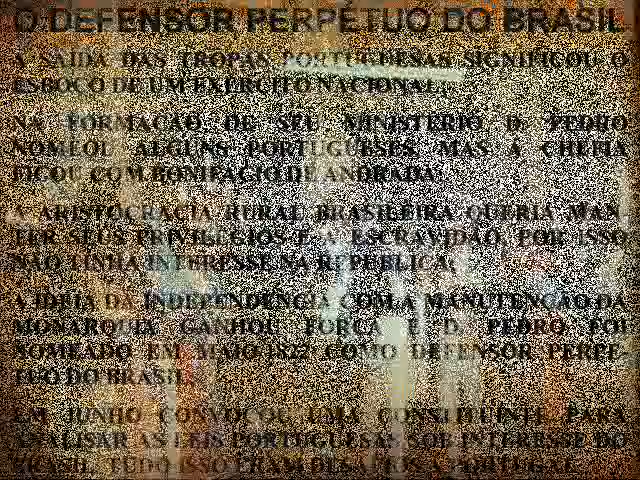 O DEFENSOR PERPÉTUO DO BRASIL
A SAÍDA DAS TROPAS PORTUGUESAS SIGNIFICOU O
ESBOÇO DE UM EXÉRCITO NACIONAL.
NA FORMAÇÃO DE SEU MINISTÉRIO D. PEDRO
NOMEOU ALGUNS PORTUGUESES, MAS A CHEFIA
FICOU COM BONIFÁCIO DE ANDRADA.
A ARISTOCRACIA RURAL BRASILEIRA QUERIA MAN-
TER SEUS PRIVILÉGIOS E A ESCRAVIDÃO, POR ISSO
NÃO TINHA INTERESSE NA REPÚBLICA.
A IDÉIA DA INDEPENDÊNCIA COM A MANUTENÇÃO DA
MONARQUIA GANHOU FORÇA E D. PEDRO FOI
NOMEADO EM MAIO/1822 COMO DEFENSOR PERPÉ-
TUO DO BRASIL.
EM JUNHO CONVOCOU UMA CONSTITUINTE PARA
ANALISAR AS LEIS PORTUGUESAS SOB INTERESSE DO
BRASIL. TUDO ISSO ERAM DESAFIOS A PORTUGAL.